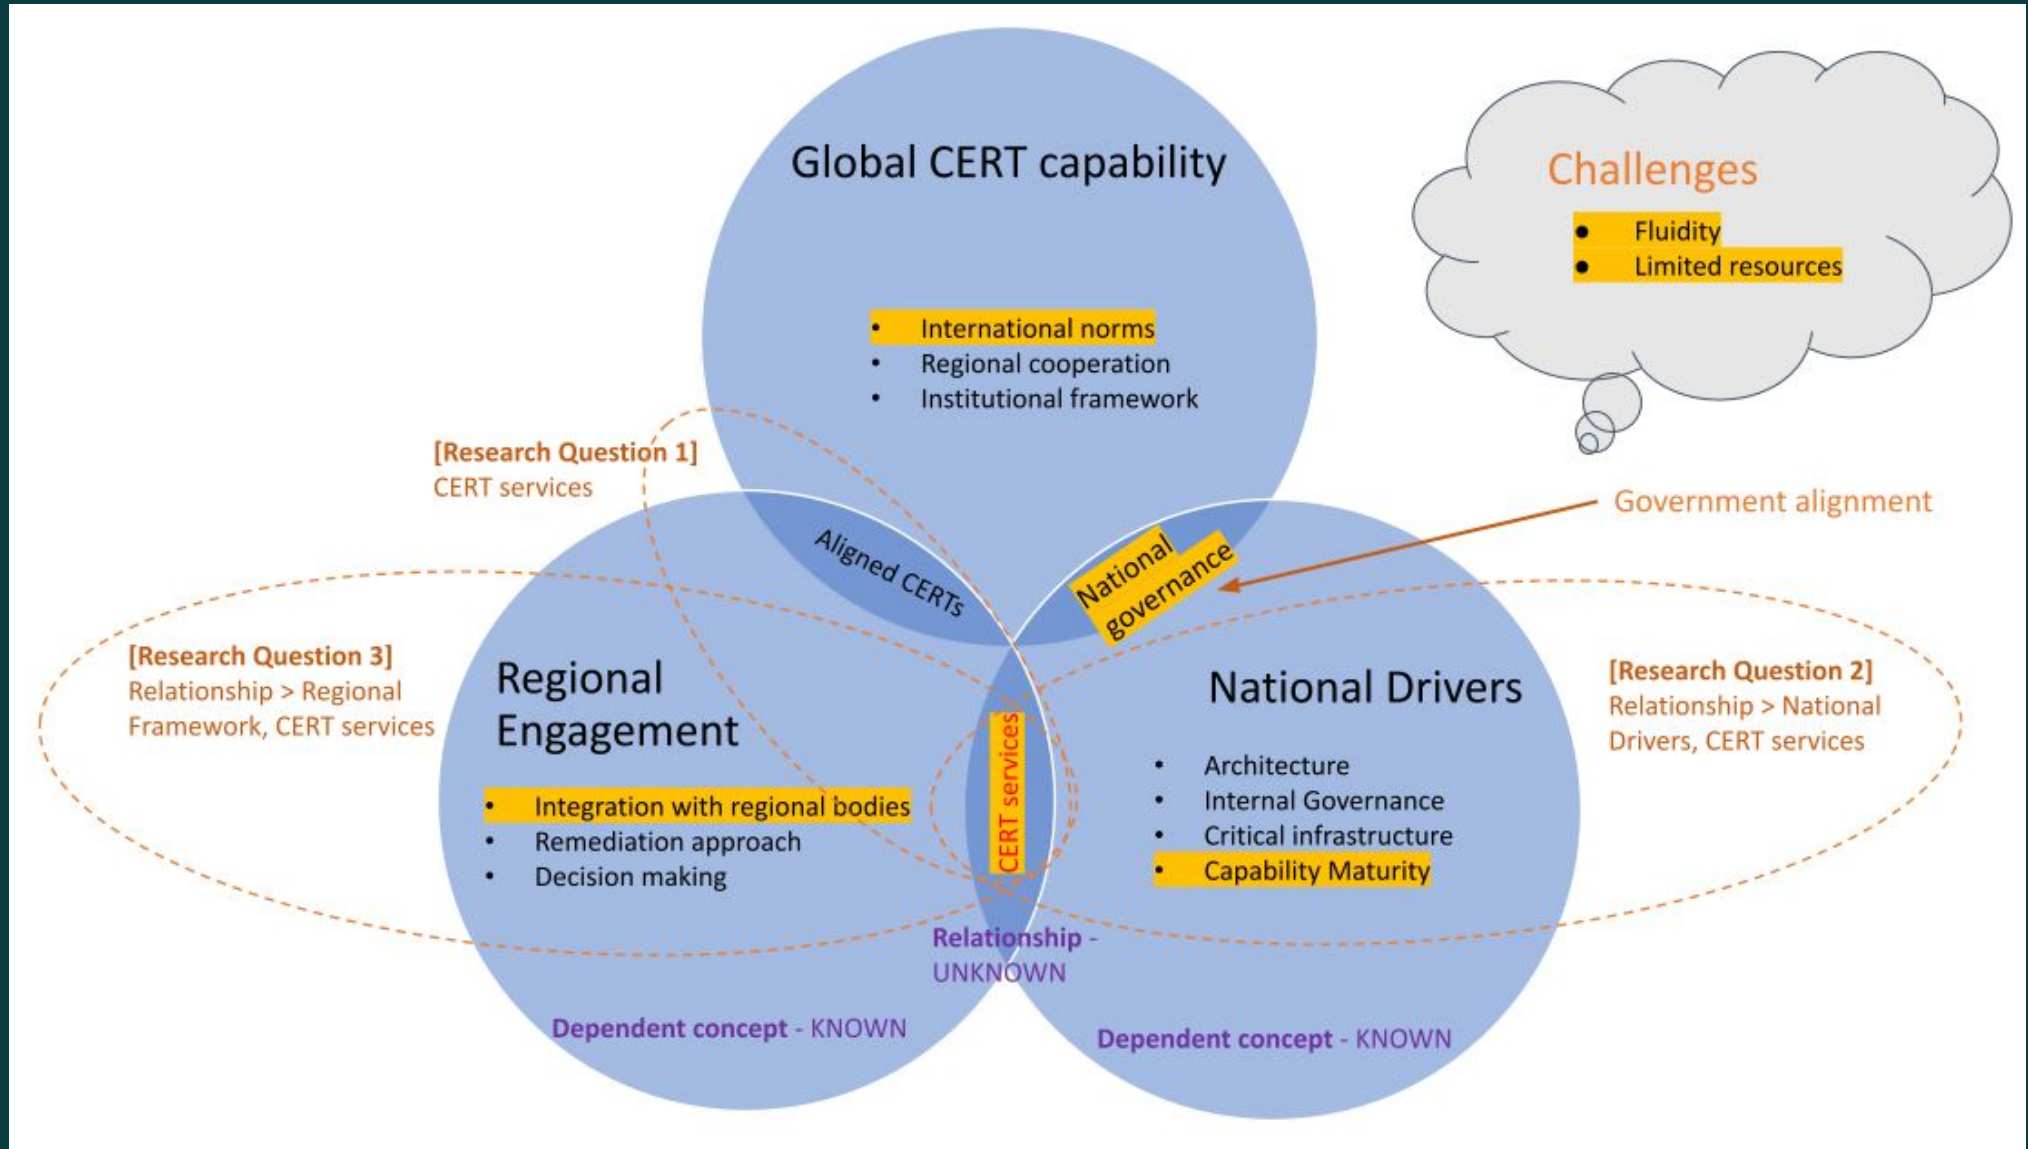 Global CERT capability
• International norms
• Regional cooperation
• Institutional framework
Challenges
● Fluidity
● Limited resources
[Research Question 1]
CERT services
Government alignment
Aligned CERTs
National
governance
[Research Question 3]
Relationship > Regional
Framework, CERT services
Regional
Engagement
• Integration with regional bodies
• Remediation approach
• Decision making
CERT services
National Drivers
• Architecture
• Internal Governance
• Critical infrastructure
• Capability Maturity
[Research Question 2]
Relationship > National
Drivers, CERT services
Relationship -
UNKNOWN
Dependent concept - KNOWN
Dependent concept - KNOWN